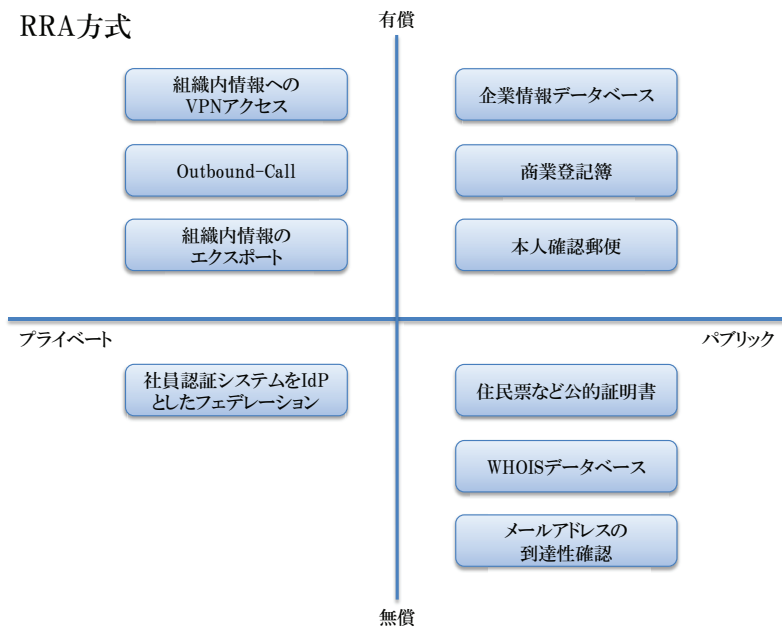 RRA方式
有償
組織内情報への
VPNアクセス
企業情報データベース
Outbound-Call
商業登記簿
組織内情報の
エクスポート
本人確認郵便
プライベート
パブリック
社員認証システムをIdP
としたフェデレーション
住民票など公的証明書
WHOISデータベース
メールアドレスの
到達性確認
無償